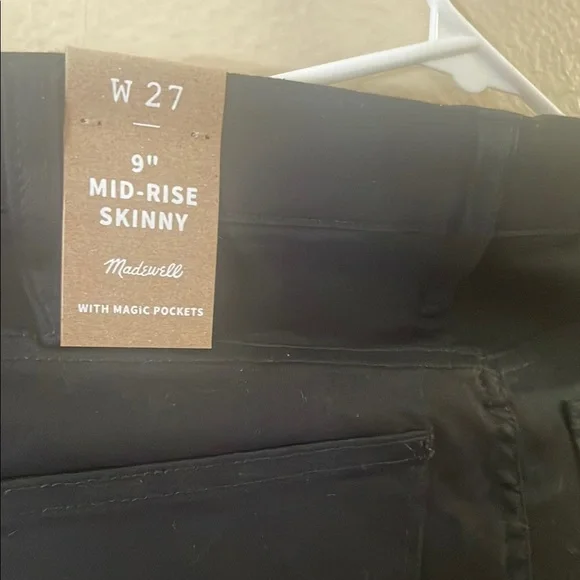 W 27
9"
MID-RISE
SKINNY
Madewell
WITH MAGIC POCKETS